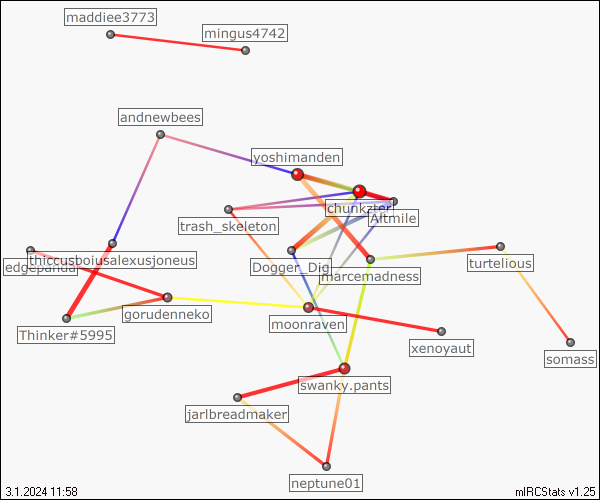 maddiee3773
mingus4742
andnewbees
yoshimanden
chunkzter
Altmile
trash_skeleton
thiccusboiusalexusjoneus
edgepanda
Dogger_Dig
marcemadness
turtelious
gorudenneko
moonraven
Thinker#5995
xenoyaut
somass
swanky.pants
jarlbreadmaker
neptune01
3.1.2024 11:58
mIRCStats v1.25